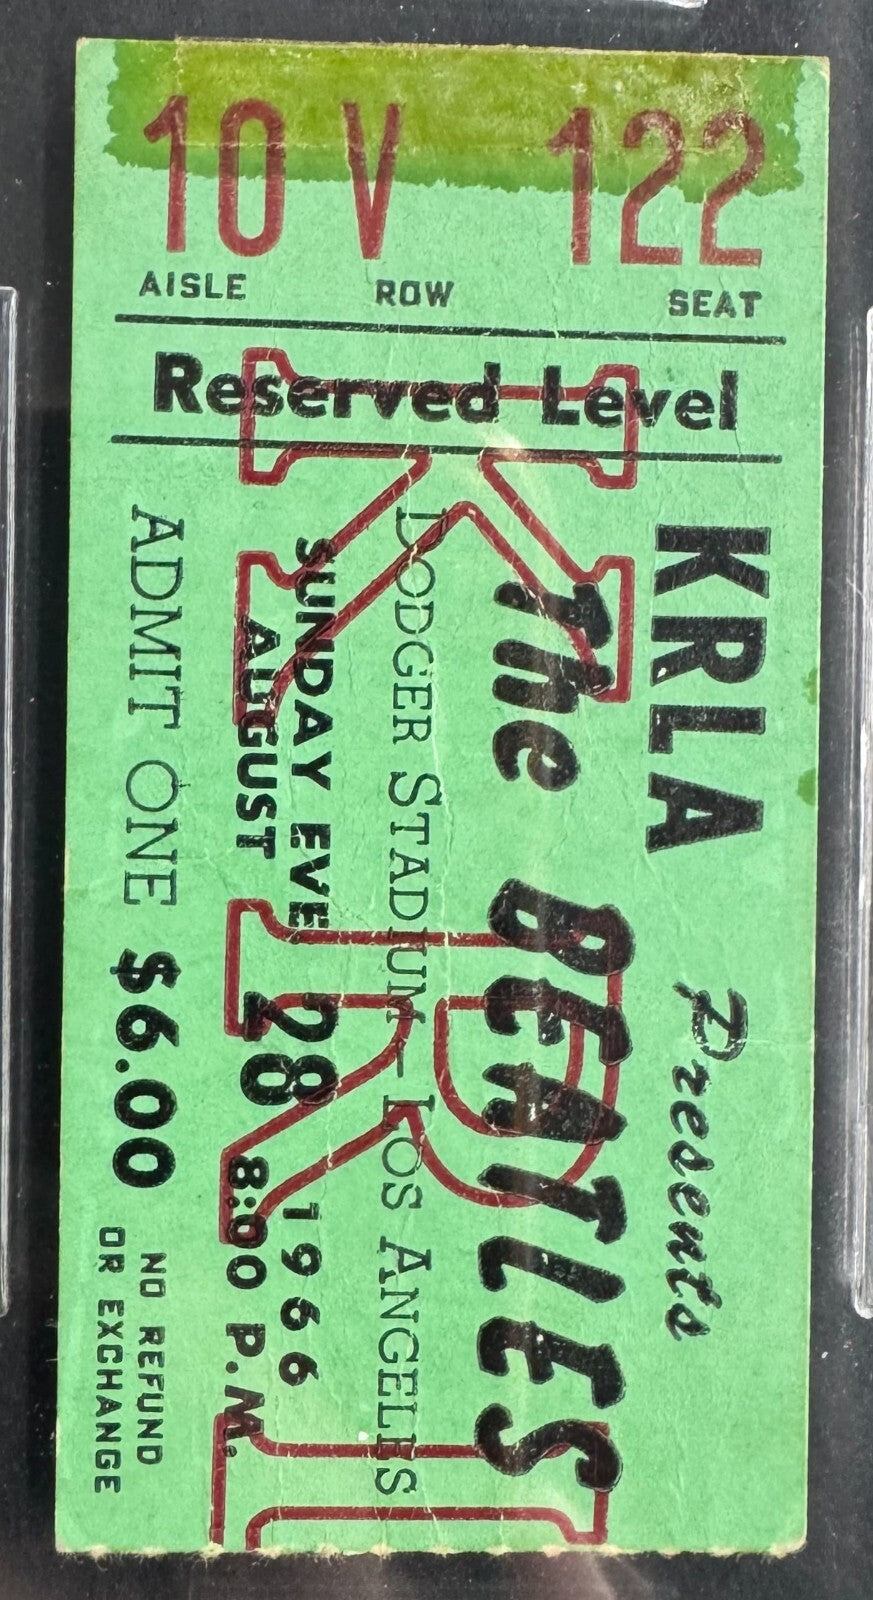 10 V 122
AISLE ROW SEAT
Reserved Level
KRLA Presents
The BEATLES
DODGER STADIUM — LOS ANGELES
SUNDAY EVE. 28 1966
AUGUST 8:00 P.M.
ADMIT ONE $6.00 NO REFUND
OR EXCHANGE
KRL